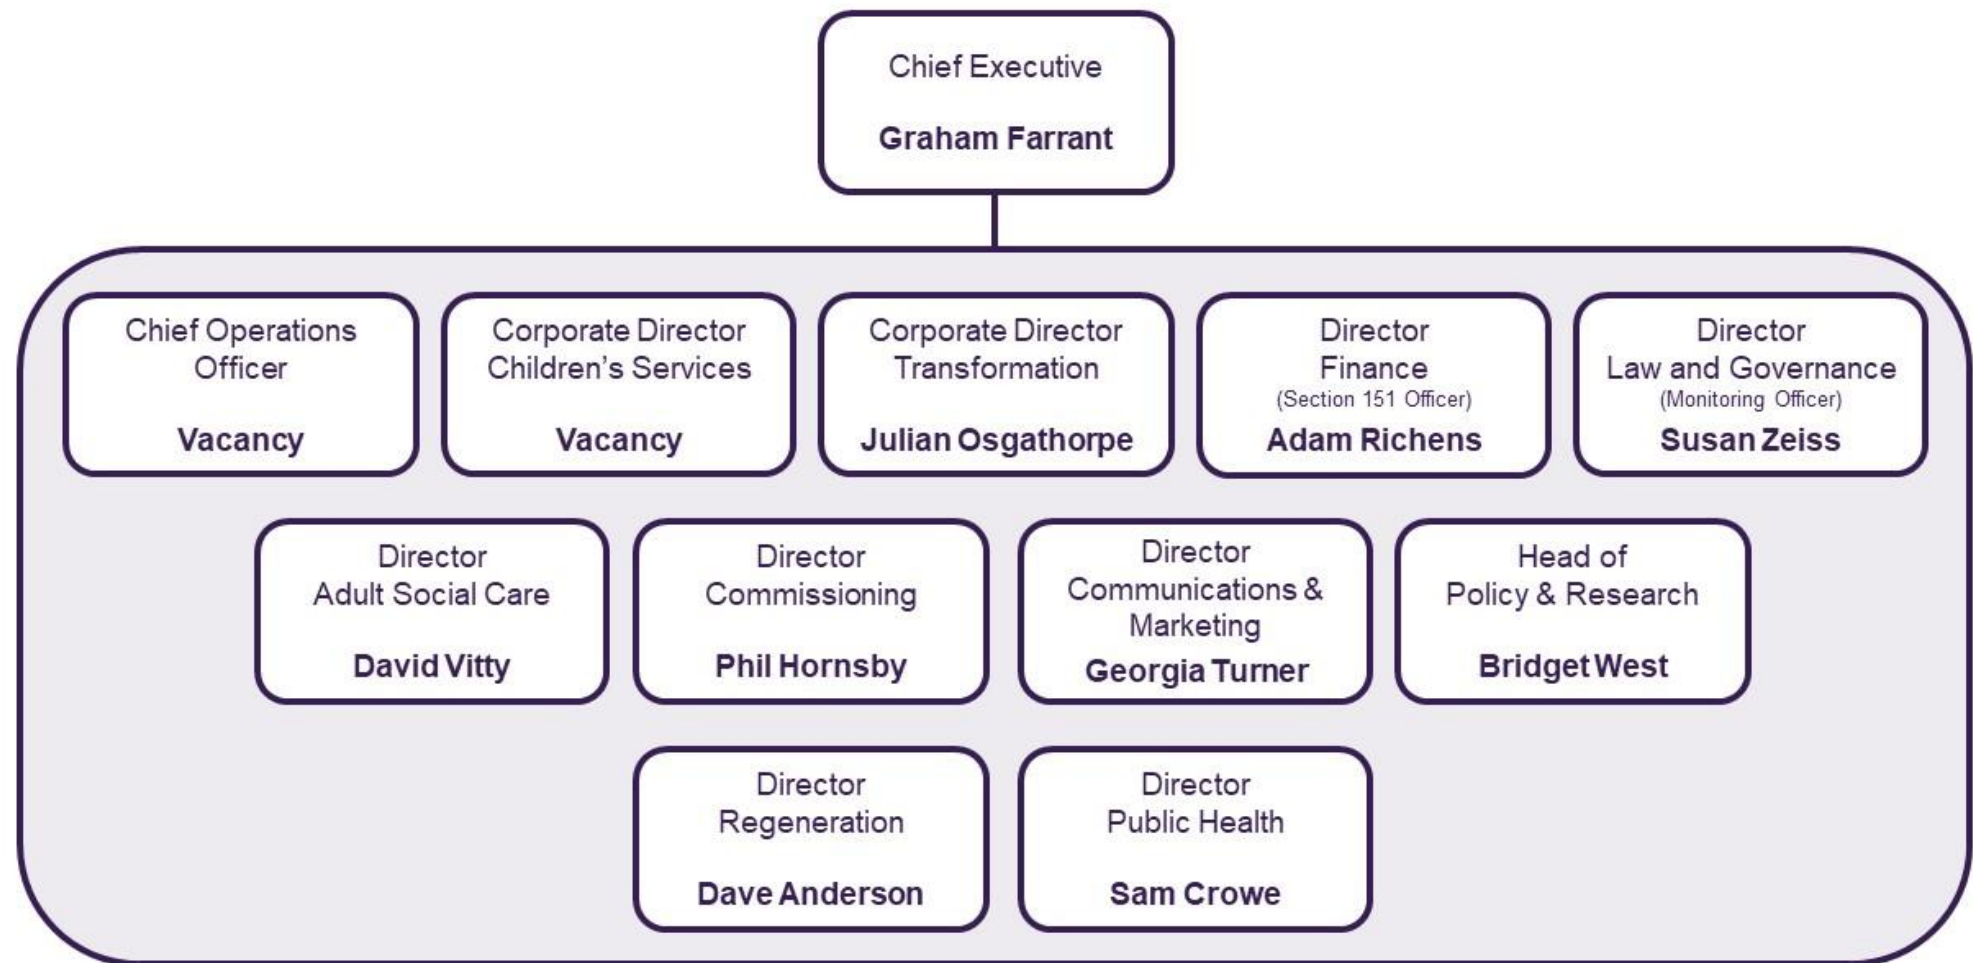 Chief Executive
Graham Farrant
Chief Operations
Officer
Vacancy
Corporate Director
Children's Services
Vacancy
Corporate Director
Transformation
Julian Osgathorpe
Director
Finance
(Section 151 Officer)
Adam Richens
Director
Law and Governance
(Monitoring Officer)
Susan Zeiss
Director
Adult Social Care
David Vitty
Director
Commissioning
Phil Hornsby
Director
Communications &
Marketing
Georgia Turner
Head of
Policy & Research
Bridget West
Director
Regeneration
Dave Anderson
Director
Public Health
Sam Crowe